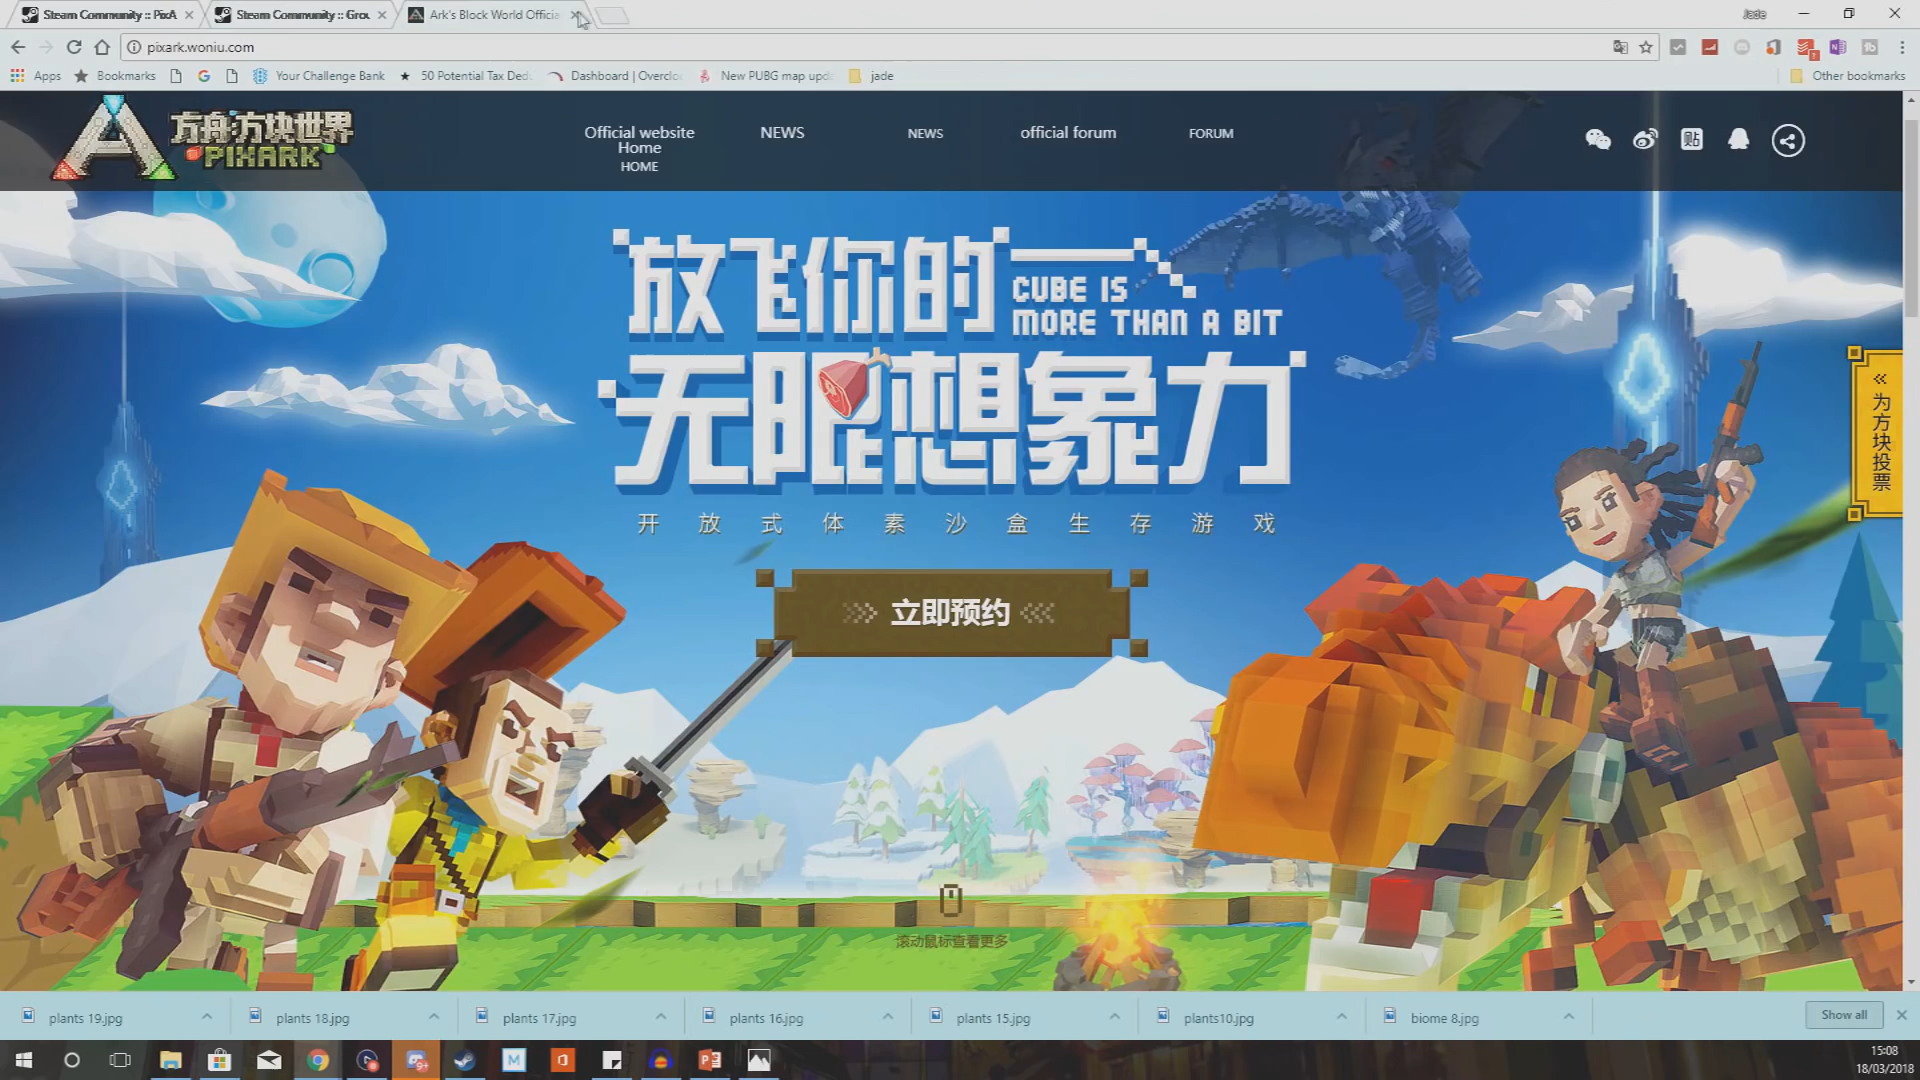 Steam Community :: PixA
Steam Community :: Grou
Ark's Block World Officia
Jade
pixark.woniu.com
Apps
Bookmarks
Your Challenge Bank
50 Potential Tax Ded
Dashboard | Overcloc
New PUBG map upd
jade
Other bookmarks
方舟:方块世界
PIXARK
Official website
Home
HOME
NEWS
NEWS
official forum
FORUM
贴
放飞你的
CUBE IS
MORE THAN A BIT
无限想象力
开放式体素沙盒生存游戏
立即预约
为方块投票
滚动鼠标查看更多
plants 19.jpg
plants 18.jpg
plants 17.jpg
plants 16.jpg
plants 15.jpg
plants10.jpg
biome 8.jpg
Show all
15:08
18/03/2018